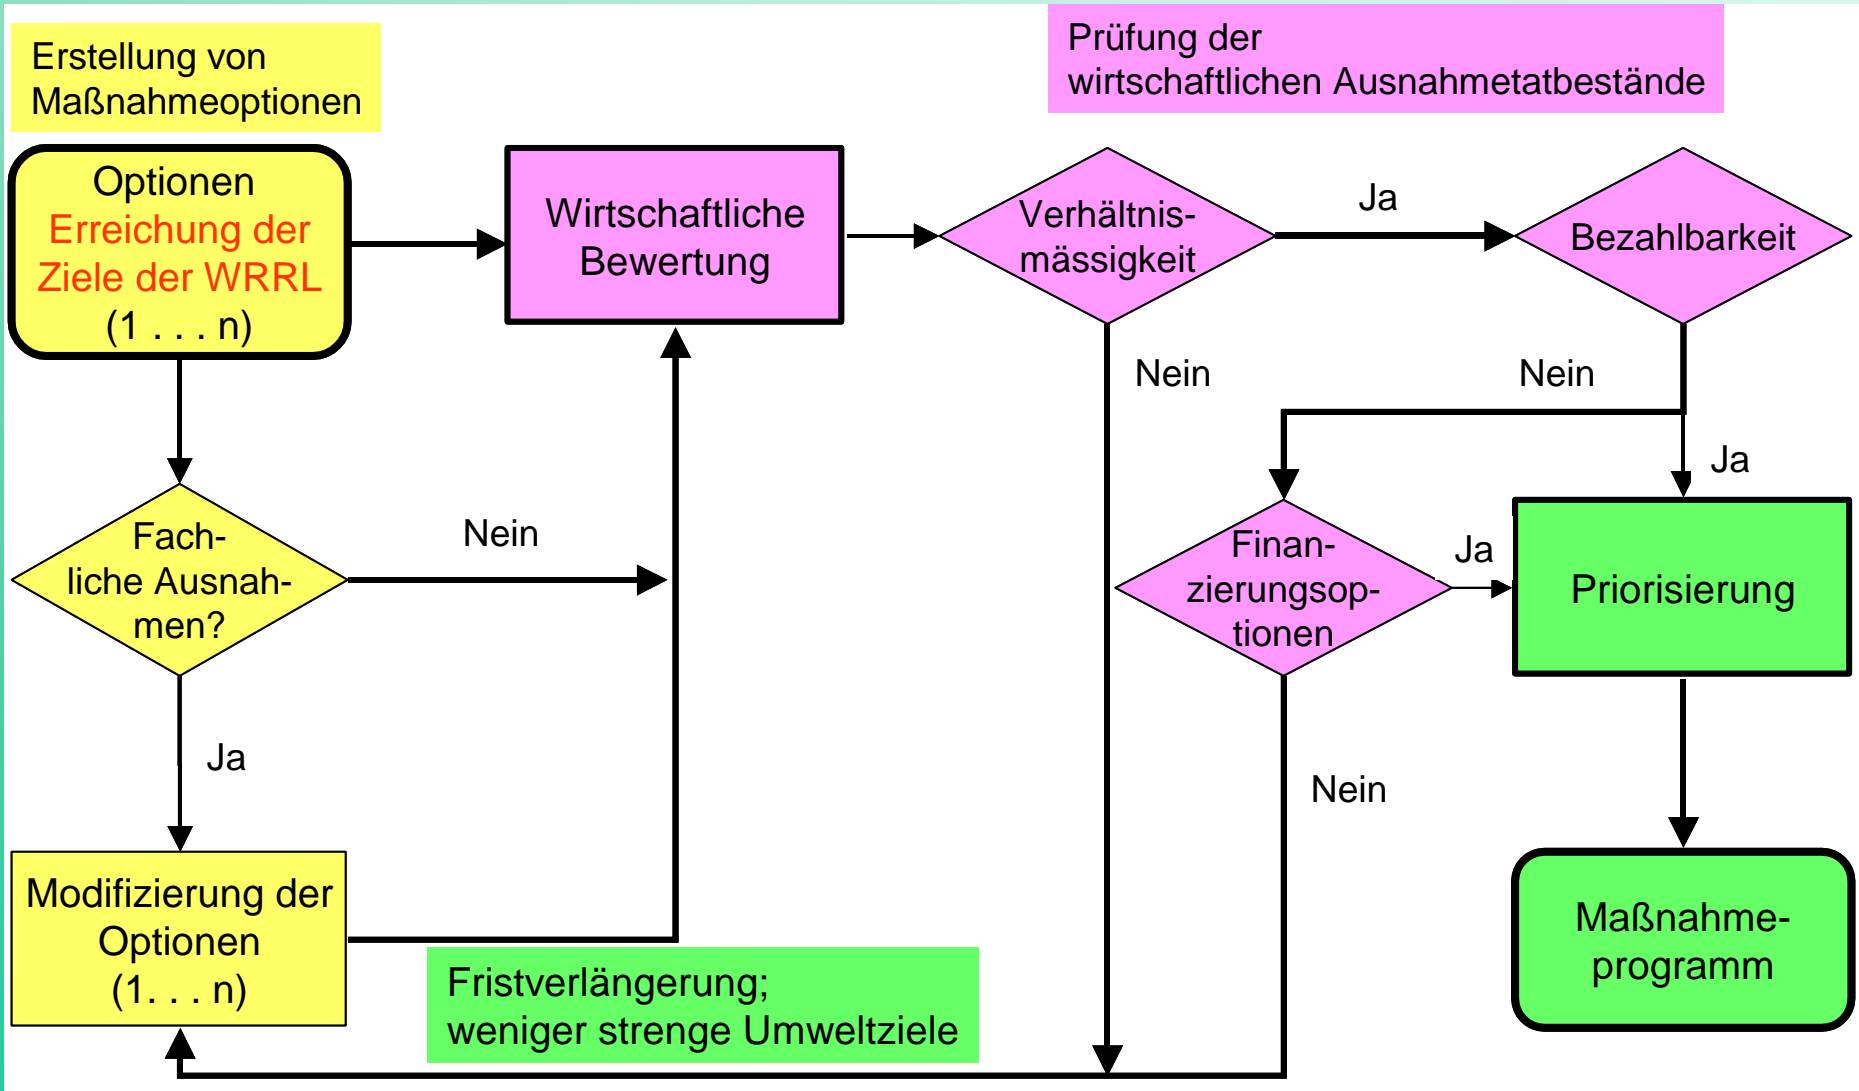 Erstellung von
Maßnahmeoptionen
Prüfung der
wirtschaftlichen Ausnahmetatbestände
Optionen
Erreichung der
Ziele der WRRL
(1 . . . n)
Wirtschaftliche
Bewertung
Verhältnis-
mässigkeit
Ja
Bezahlbarkeit
Nein
Nein
Ja
Fach-
liche Ausnah-
men?
Nein
Finan-
zierungsop-
tionen
Ja
Priorisierung
Ja
Nein
Modifizierung der
Optionen
(1. . . n)
Fristverlängerung;
weniger strenge Umweltziele
Maßnahme-
programm